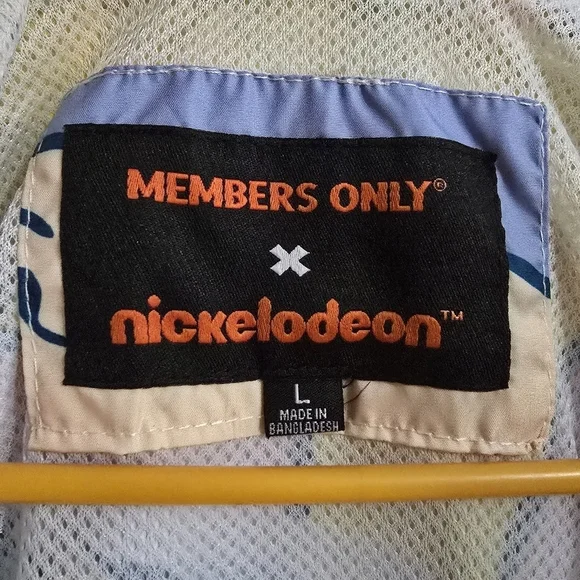 MEMBERS ONLY®
X
nickelodeon™
L
MADE IN
BANGLADESH